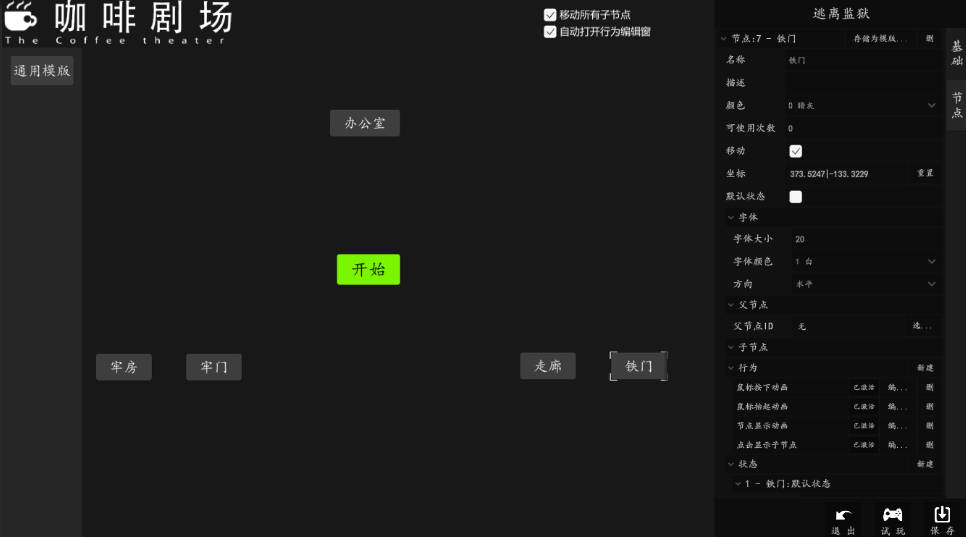 咖啡剧场
The Coffee theater
移动所有子节点
自动打开行为编辑窗
通用模版
办公室
开始
牢房
牢门
走廊
铁门
逃离监狱
节点:7 - 铁门 存储为模版... 删
名称 铁门
描述
颜色 0 暗灰
可使用次数 0
移动
坐标 373.5247|-133.3229 重置
默认状态
字体
字体大小 20
字体颜色 1 白
方向 水平
父节点
父节点ID 无 选...
子节点
行为 新建
鼠标按下动画 已激活 编... 删
鼠标抬起动画 已激活 编... 删
节点显示动画 已激活 编... 删
点击显示子节点 已激活 编... 删
状态 新建
1 - 铁门:默认状态
基础
节点
退出
试玩
保存